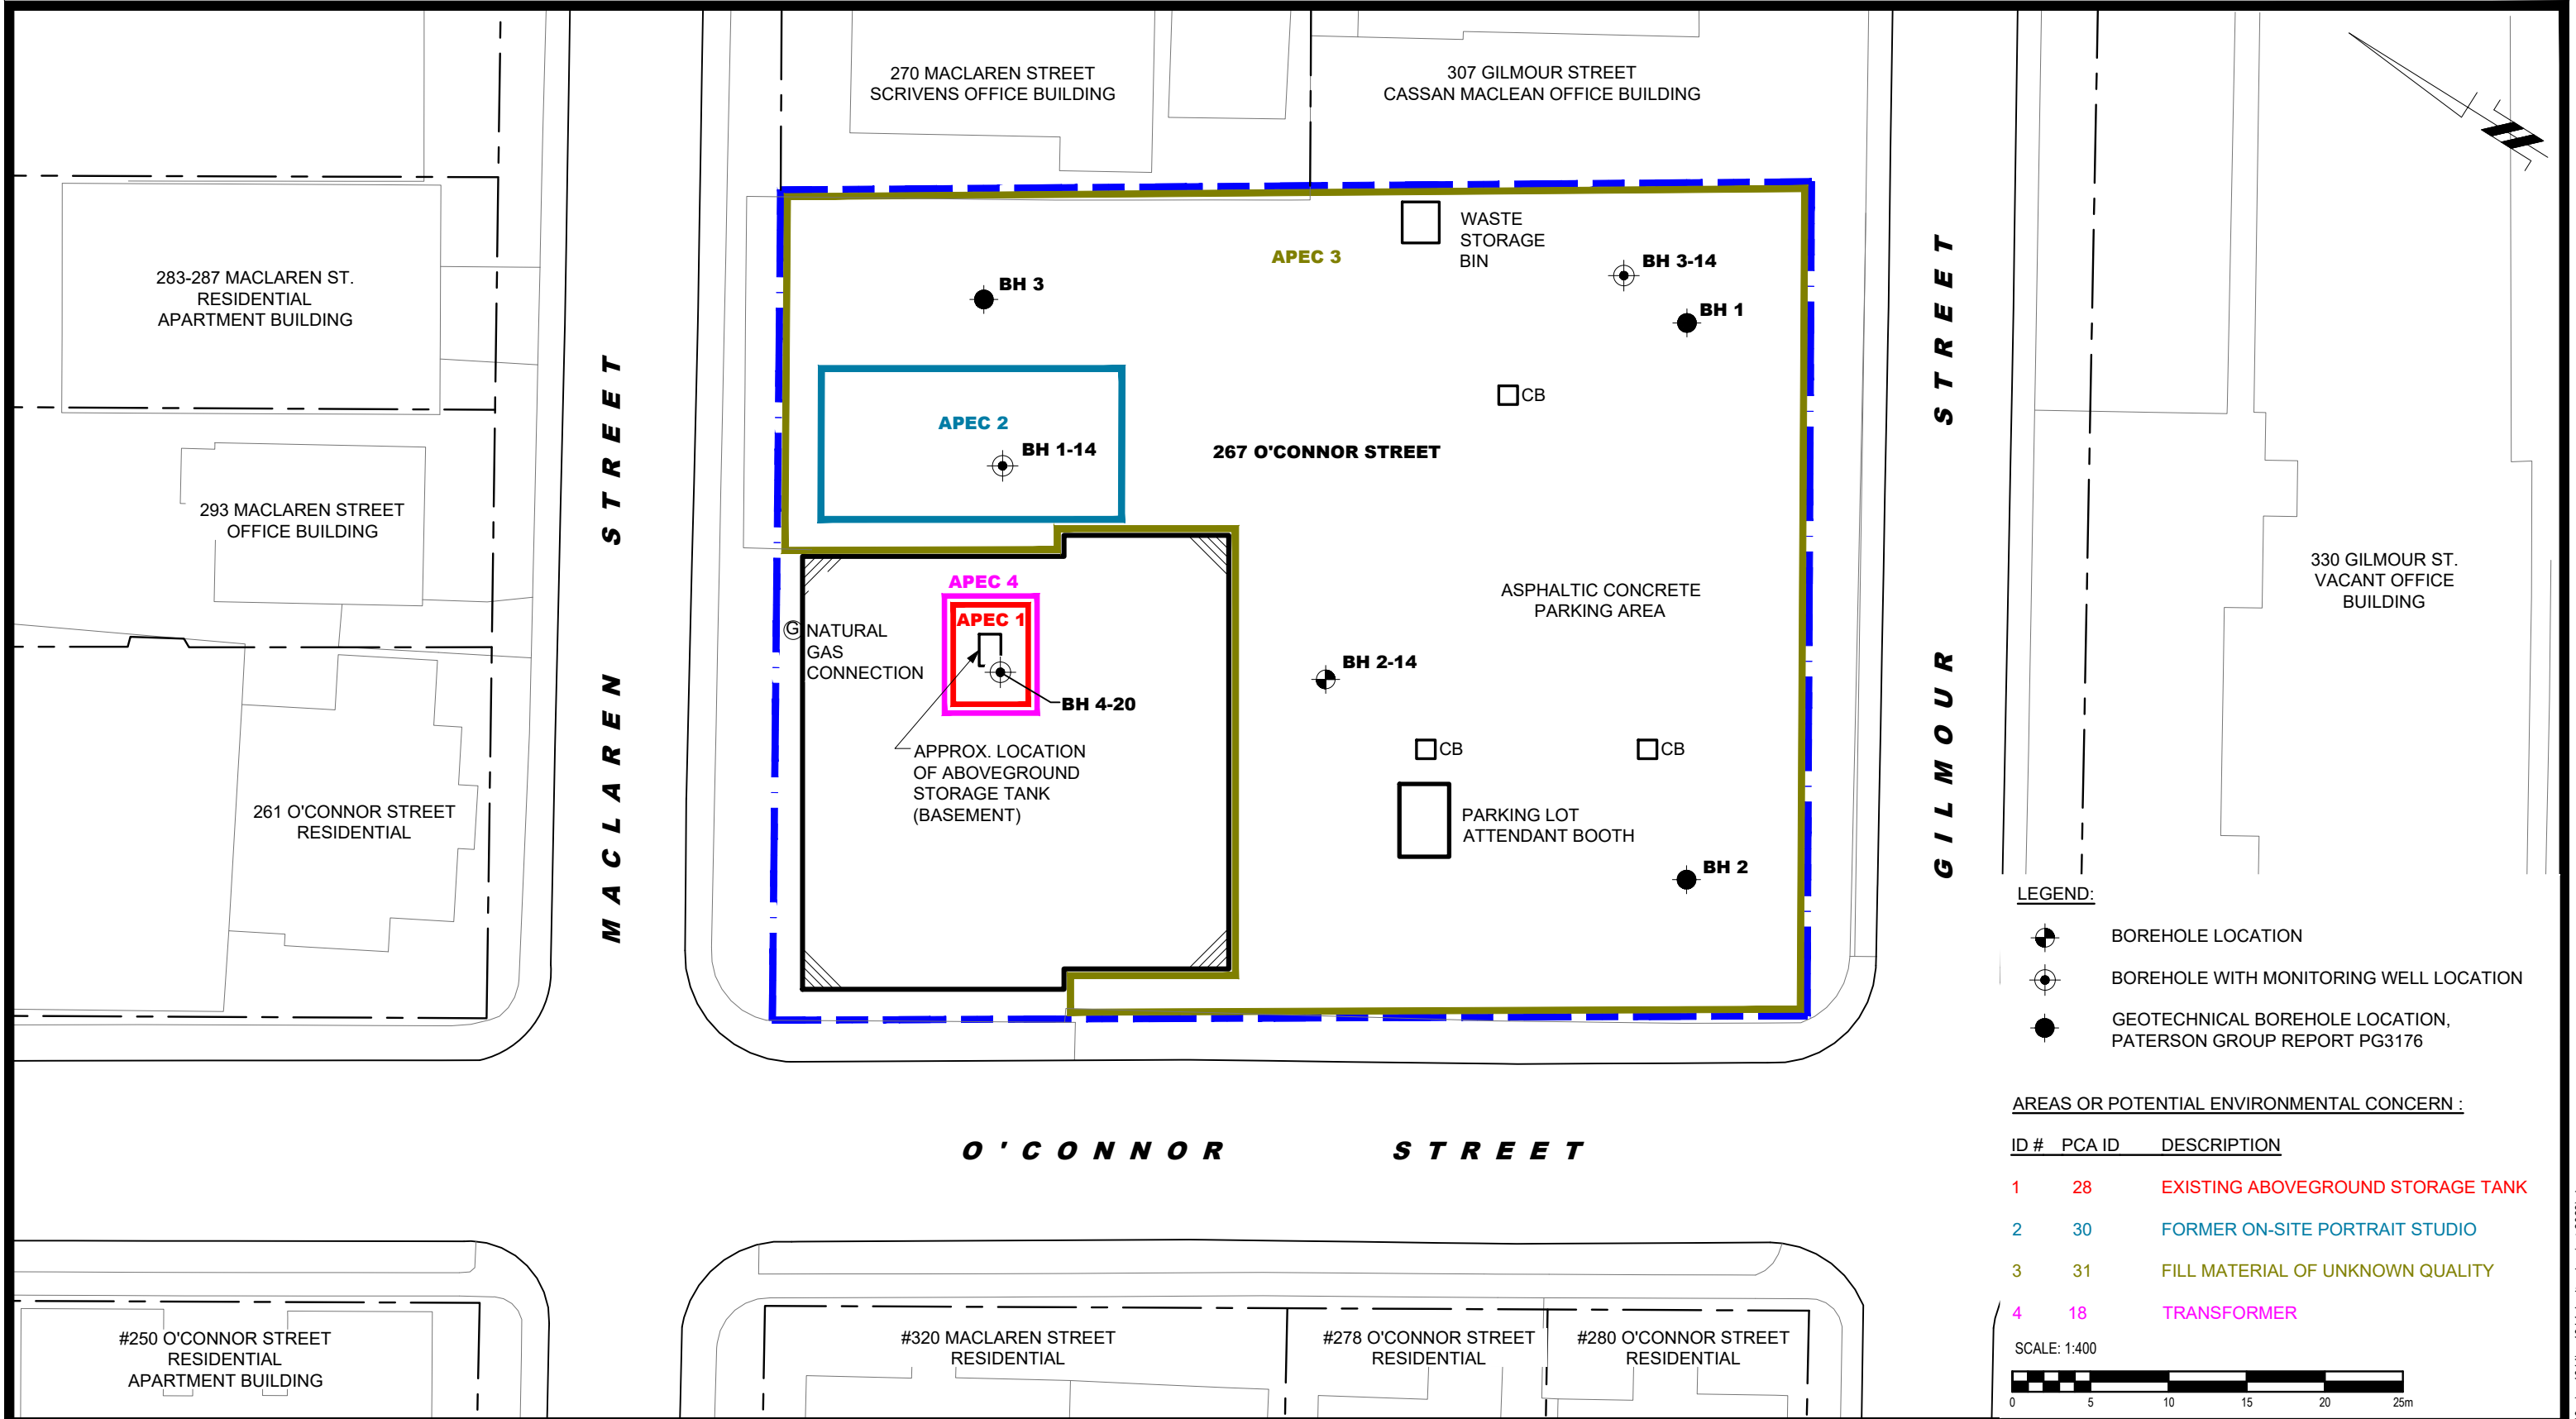 270 MACLAREN STREET
SCRIVENS OFFICE BUILDING
307 GILMOUR STREET
CASSAN MACLEAN OFFICE BUILDING
283-287 MACLAREN ST.
RESIDENTIAL
APARTMENT BUILDING
293 MACLAREN STREET
OFFICE BUILDING
261 O'CONNOR STREET
RESIDENTIAL
MACLAREN STREET
APEC 3
WASTE
STORAGE
BIN
BH 3
BH 3-14
BH 1
CB
APEC 2
BH 1-14
267 O'CONNOR STREET
ASPHALTIC CONCRETE
PARKING AREA
APEC 4
APEC 1
G
NATURAL
GAS
CONNECTION
BH 4-20
APPROX. LOCATION
OF ABOVEGROUND
STORAGE TANK
(BASEMENT)
BH 2-14
CB
CB
PARKING LOT
ATTENDANT BOOTH
BH 2
GILMOUR STREET
330 GILMOUR ST.
VACANT OFFICE
BUILDING
O'CONNOR STREET
#250 O'CONNOR STREET
RESIDENTIAL
APARTMENT BUILDING
#320 MACLAREN STREET
RESIDENTIAL
#278 O'CONNOR STREET
RESIDENTIAL
#280 O'CONNOR STREET
RESIDENTIAL
LEGEND:
BOREHOLE LOCATION
BOREHOLE WITH MONITORING WELL LOCATION
GEOTECHNICAL BOREHOLE LOCATION,
PATERSON GROUP REPORT PG3176
AREAS OR POTENTIAL ENVIRONMENTAL CONCERN :
ID # PCA ID DESCRIPTION
1 28 EXISTING ABOVEGROUND STORAGE TANK
2 30 FORMER ON-SITE PORTRAIT STUDIO
3 31 FILL MATERIAL OF UNKNOWN QUALITY
4 18 TRANSFORMER
SCALE: 1:400
0 5 10 15 20 25m